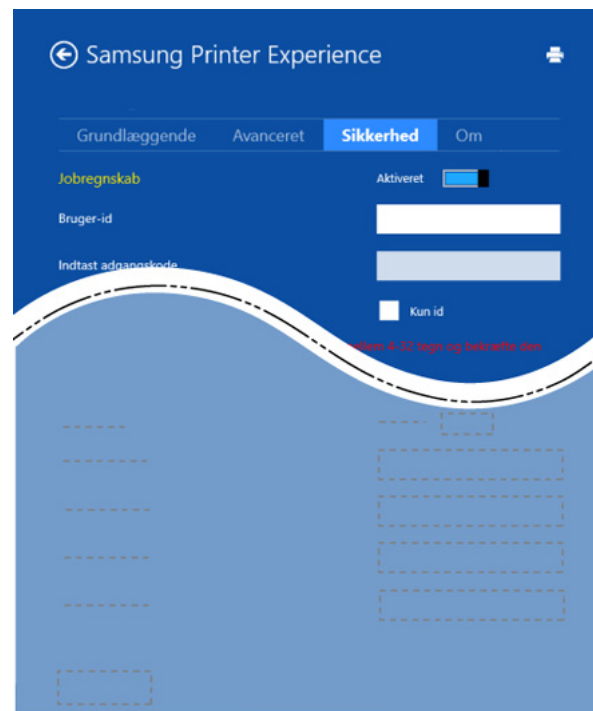 Samsung Printer Experience
Grundlæggende Avanceret Sikkerhed Om
Jobregnskab Aktiveret
Bruger-id
Indtast adgangskode
Kun id
4-32 tegn og bekræfte den